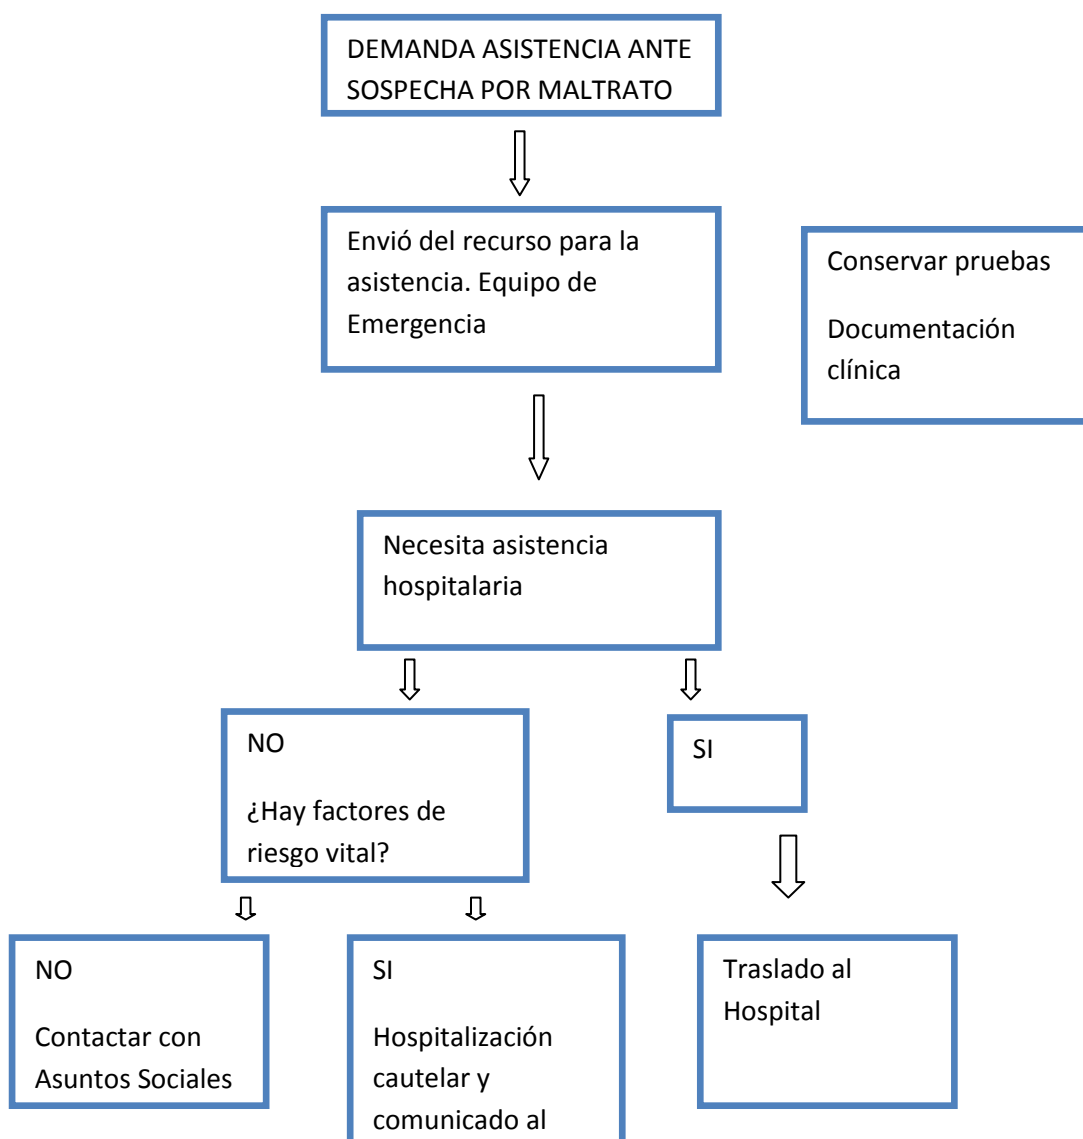 DEMANDA ASISTENCIA ANTE
SOSPECHA POR MALTRATO
Envió del recurso para la
asistencia. Equipo de
Emergencia
Conservar pruebas
Documentación
clínica
Necesita asistencia
hospitalaria
NO
¿Hay factores de
riesgo vital?
SI
NO
Contactar con
Asuntos Sociales
SI
Hospitalización
cautelar y
comunicado al
Traslado al
Hospital